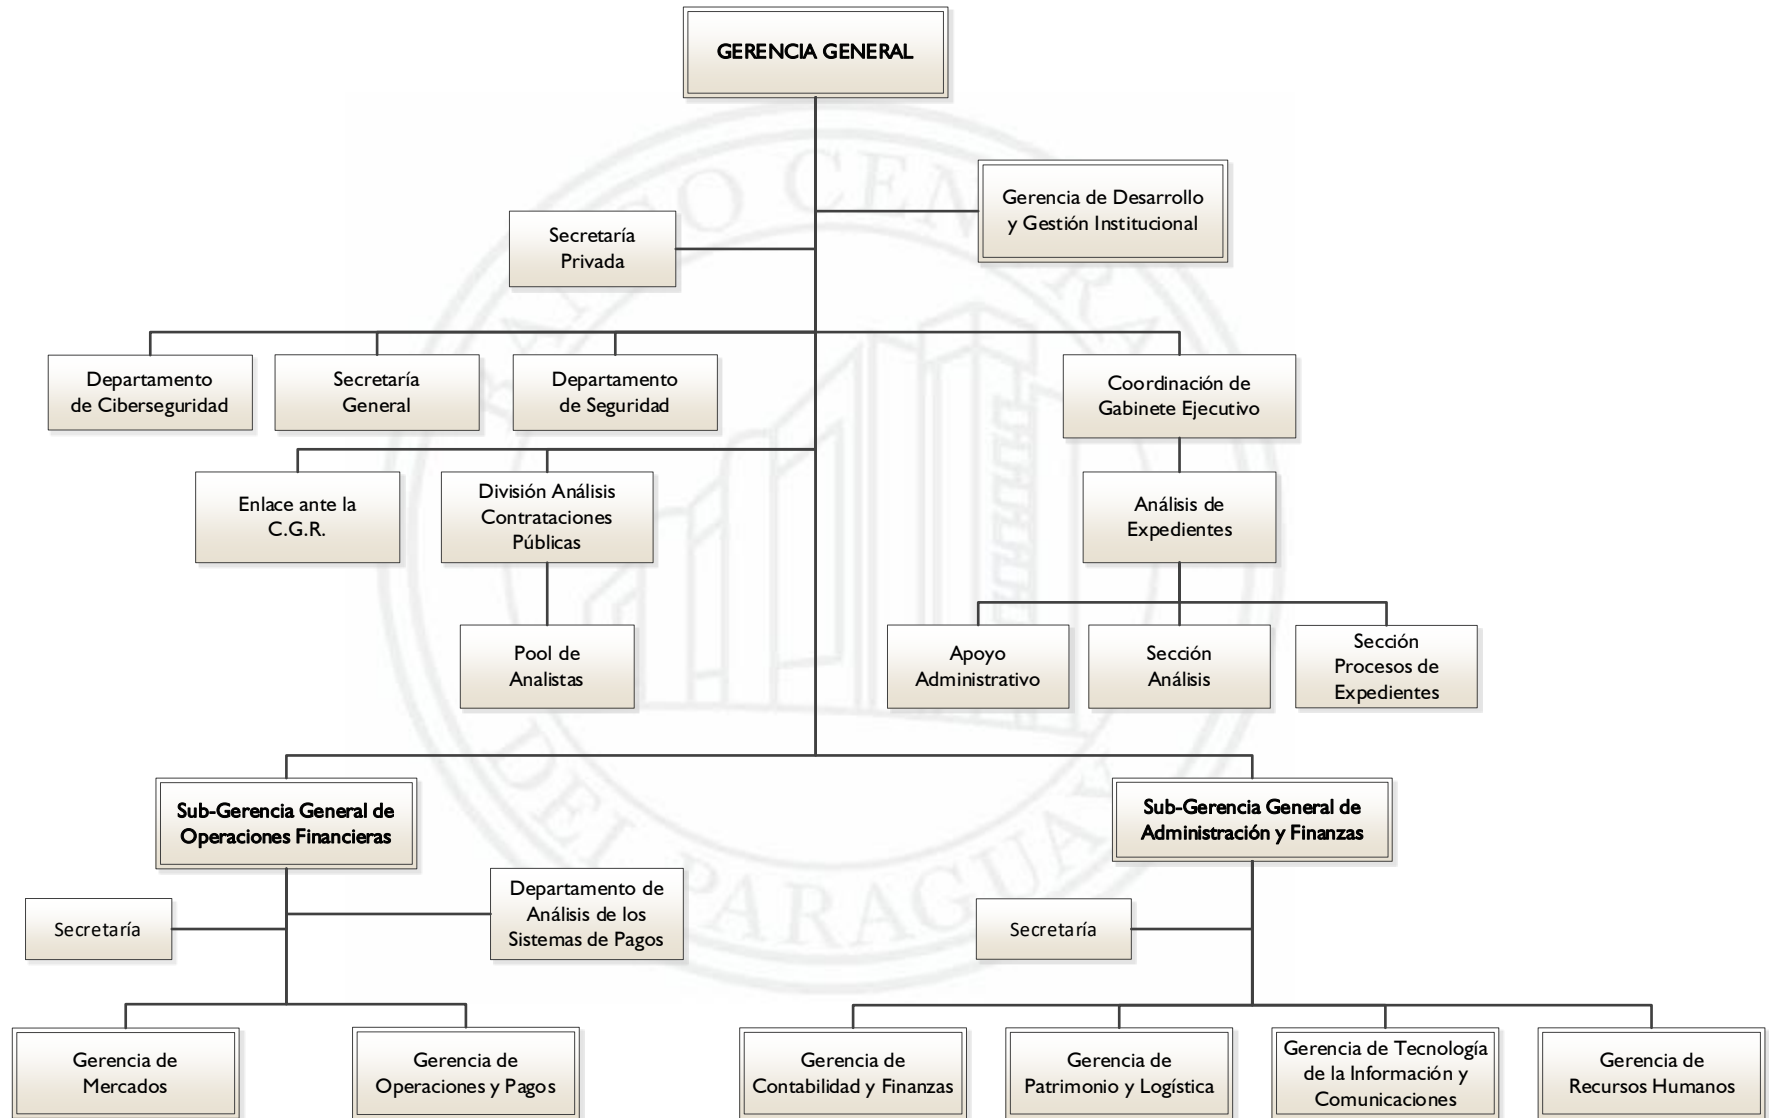 GERENCIA GENERAL
Gerencia de Desarrollo
y Gestión Institucional
Secretaría
Privada
Departamento
de Ciberseguridad
Secretaría
General
Departamento
de Seguridad
Coordinación de
Gabinete Ejecutivo
Enlace ante la
C.G.R.
División Análisis
Contrataciones
Públicas
Análisis de
Expedientes
Pool de
Analistas
Apoyo
Administrativo
Sección
Análisis
Sección
Procesos de
Expedientes
Sub-Gerencia General de
Operaciones Financieras
Sub-Gerencia General de
Administración y Finanzas
Secretaría
Departamento de
Análisis de los
Sistemas de Pagos
Secretaría
Gerencia de
Mercados
Gerencia de
Operaciones y Pagos
Gerencia de
Contabilidad y Finanzas
Gerencia de
Patrimonio y Logística
Gerencia de Tecnología
de la Información y
Comunicaciones
Gerencia de
Recursos Humanos
BANCO CENTRAL
DEL PARAGUAY